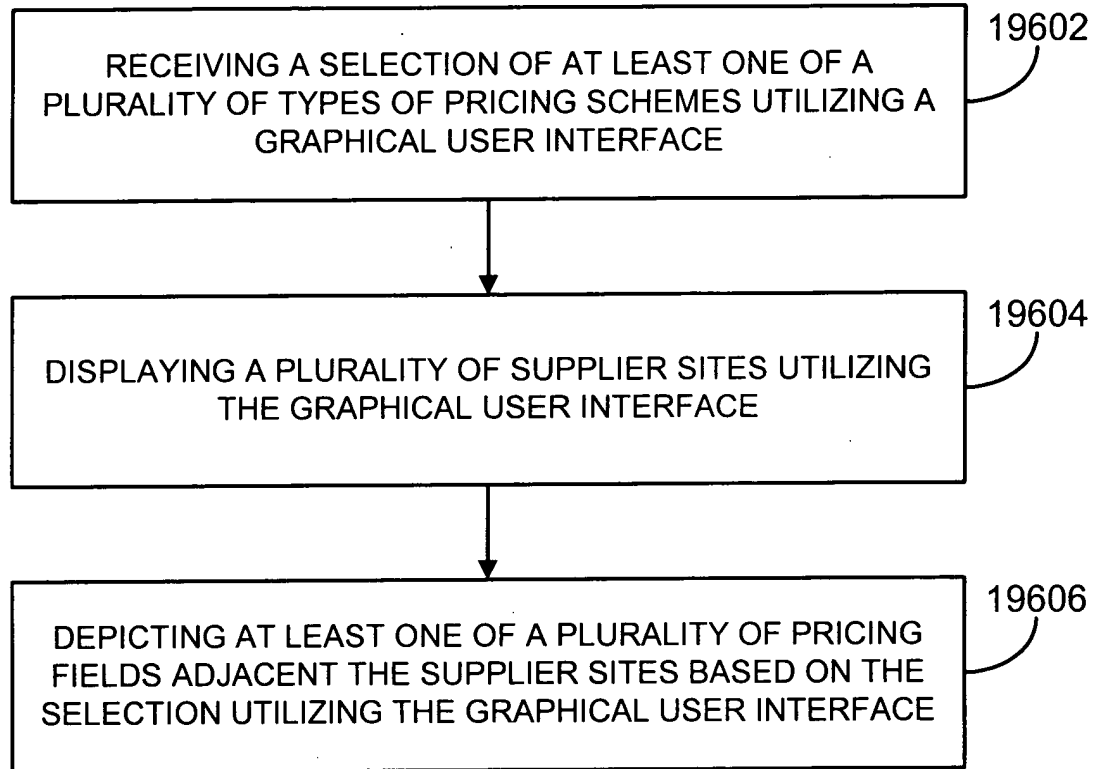 19602
RECEIVING A SELECTION OF AT LEAST ONE OF A
PLURALITY OF TYPES OF PRICING SCHEMES UTILIZING A
GRAPHICAL USER INTERFACE
19604
DISPLAYING A PLURALITY OF SUPPLIER SITES UTILIZING
THE GRAPHICAL USER INTERFACE
19606
DEPICTING AT LEAST ONE OF A PLURALITY OF PRICING
FIELDS ADJACENT THE SUPPLIER SITES BASED ON THE
SELECTION UTILIZING THE GRAPHICAL USER INTERFACE